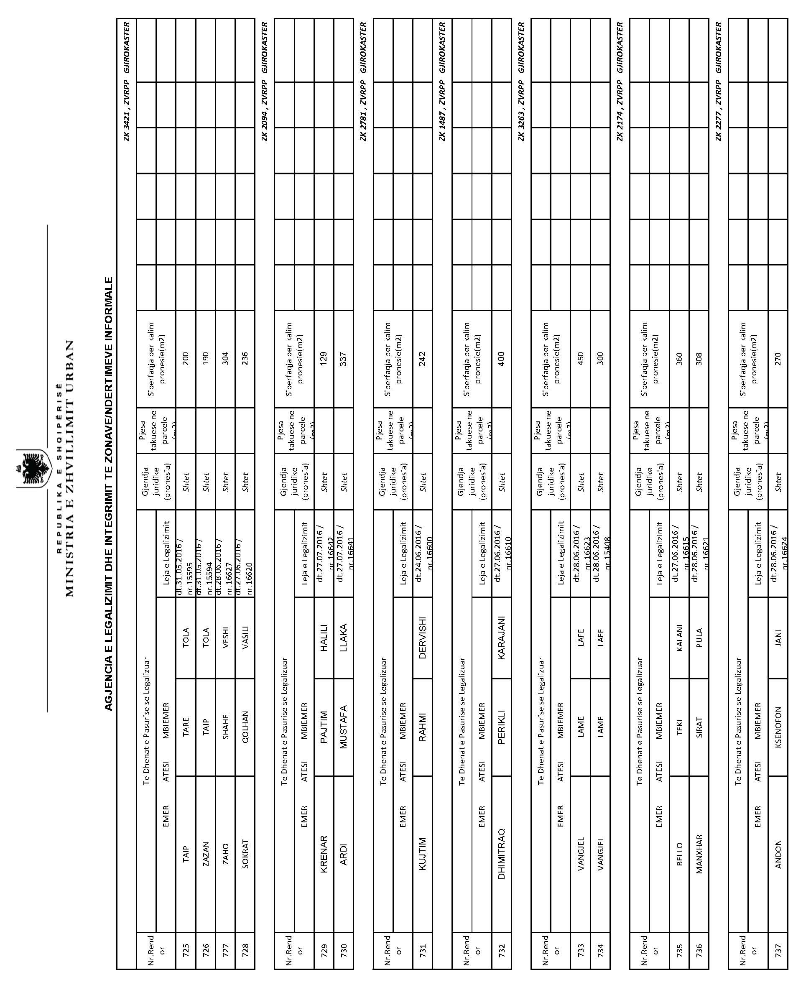 REPUBLIKA E SHQIPËRISË
MINISTRIA E ZHVILLIMIT URBAN
AGJENCIA E LEGALIZIMIT DHE INTEGRIMIT TE ZONAVE/NDERTIMEVE INFORMALE
ZK 3421 , ZVRPP GJIROKASTER
Nr.Rendor Te Dhenat e Pasurise se Legalizuar Gjendja juridike (pronesia) Pjesa takuese ne parcele (m2) Siperfaqja per kalim pronesie(m2)
EMER ATESI MBIEMER Leja e Legalizimit
725 TAIP TARE TOLA dt.31.05.2016 / nr.15595 Shtet 200
726 ZAZAN TAIP TOLA dt.31.05.2016 / nr.15594 Shtet 190
727 ZAHO SHAHE VESHI dt.28.06.2016 / nr.16627 Shtet 304
728 SOKRAT QOLHAN VASILI dt.27.06.2016 / nr.16620 Shtet 236
ZK 2094 , ZVRPP GJIROKASTER
Nr.Rendor Te Dhenat e Pasurise se Legalizuar Gjendja juridike (pronesia) Pjesa takuese ne parcele (m2) Siperfaqja per kalim pronesie(m2)
EMER ATESI MBIEMER Leja e Legalizimit
729 KRENAR PAJTIM HALILI dt.27.07.2016 / nr.16642 Shtet 129
730 ARDI MUSTAFA LLAKA dt.27.07.2016 / nr.16641 Shtet 337
ZK 2781 , ZVRPP GJIROKASTER
Nr.Rendor Te Dhenat e Pasurise se Legalizuar Gjendja juridike (pronesia) Pjesa takuese ne parcele (m2) Siperfaqja per kalim pronesie(m2)
EMER ATESI MBIEMER Leja e Legalizimit
731 KUJTIM RAHMI DERVISHI dt.24.06.2016 / nr.16600 Shtet 242
ZK 1487 , ZVRPP GJIROKASTER
Nr.Rendor Te Dhenat e Pasurise se Legalizuar Gjendja juridike (pronesia) Pjesa takuese ne parcele (m2) Siperfaqja per kalim pronesie(m2)
EMER ATESI MBIEMER Leja e Legalizimit
732 DHIMITRAQ PERIKLI KARAJANI dt.27.06.2016 / nr.16610 Shtet 400
ZK 3263 , ZVRPP GJIROKASTER
Nr.Rendor Te Dhenat e Pasurise se Legalizuar Gjendja juridike (pronesia) Pjesa takuese ne parcele (m2) Siperfaqja per kalim pronesie(m2)
EMER ATESI MBIEMER Leja e Legalizimit
733 VANGJEL LAME LAFE dt.28.06.2016 / nr.16623 Shtet 450
734 VANGJEL LAME LAFE dt.28.06.2016 / nr.15408 Shtet 300
ZK 2174 , ZVRPP GJIROKASTER
Nr.Rendor Te Dhenat e Pasurise se Legalizuar Gjendja juridike (pronesia) Pjesa takuese ne parcele (m2) Siperfaqja per kalim pronesie(m2)
EMER ATESI MBIEMER Leja e Legalizimit
735 BELLO TEKI KALANI dt.27.06.2016 / nr.16615 Shtet 360
736 MANXHAR SIRAT PULA dt.28.06.2016 / nr.16621 Shtet 308
ZK 2277 , ZVRPP GJIROKASTER
Nr.Rendor Te Dhenat e Pasurise se Legalizuar Gjendja juridike (pronesia) Pjesa takuese ne parcele (m2) Siperfaqja per kalim pronesie(m2)
EMER ATESI MBIEMER Leja e Legalizimit
737 ANDON KSENOFON JANI dt.28.06.2016 / nr.16624 Shtet 270